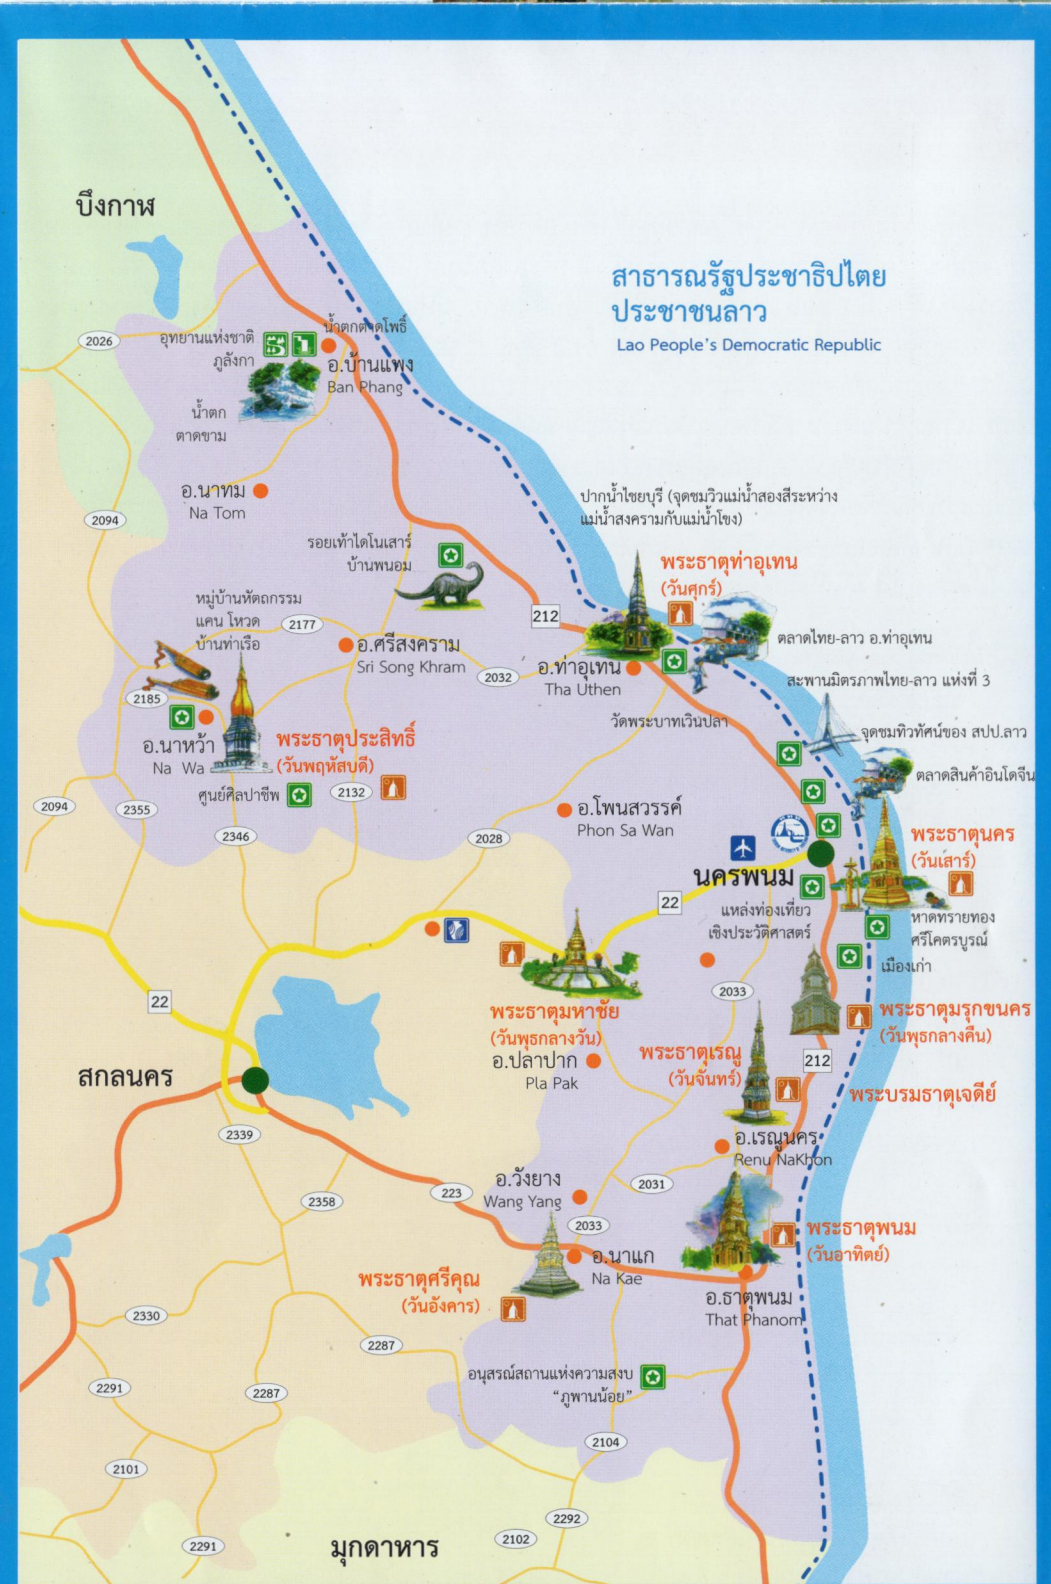 บึงกาฬ
สาธารณรัฐประชาธิปไตย
ประชาชนลาว
Lao People's Democratic Republic
2026
อุทยานแห่งชาติ
ภูลังกา
น้ำตกตาดโพธิ์
อ.บ้านแพง
Ban Phang
น้ำตก
ตาดขาม
อ.นาทม
Na Tom
2094
ปากน้ำไชยบุรี (จุดชมวิวแม่น้ำสองสีระหว่าง
แม่น้ำสงครามกับแม่น้ำโขง)
รอยเท้าไดโนเสาร์
บ้านพนอม
พระธาตุท่าอุเทน
(วันศุกร์)
หมู่บ้านหัตถกรรม
แคน โหวด
บ้านท่าเรือ
2177
212
อ.ศรีสงคราม
Sri Song Khram
2032
อ.ท่าอุเทน
Tha Uthen
ตลาดไทย-ลาว อ.ท่าอุเทน
สะพานมิตรภาพไทย-ลาว แห่งที่ 3
2185
อ.นาหว้า
Na Wa
พระธาตุประสิทธิ์
(วันพฤหัสบดี)
วัดพระบาทเวินปลา
จุดชมทิวทัศน์ของ สปป.ลาว
ตลาดสินค้าอินโดจีน
ศูนย์ศิลปาชีพ
2132
2094
2355
2346
2028
อ.โพนสวรรค์
Phon Sa Wan
พระธาตุนคร
(วันเสาร์)
นครพนม
22
แหล่งท่องเที่ยว
เชิงประวัติศาสตร์
หาดทรายทอง
ศรีโคตรบูรณ์
เมืองเก่า
22
2033
พระธาตุมหาชัย
(วันพุธกลางวัน)
อ.ปลาปาก
Pla Pak
พระธาตุมรุกขนคร
(วันพุธกลางคืน)
พระธาตุเรณู
(วันจันทร์)
212
สกลนคร
พระบรมธาตุเจดีย์
2339
อ.เรณูนคร
Renu NaKhon
อ.วังยาง
Wang Yang
2031
223
2358
2033
พระธาตุพนม
(วันอาทิตย์)
อ.นาแก
Na Kae
พระธาตุศรีคุณ
(วันอังคาร)
อ.ธาตุพนม
That Phanom
2330
2287
2291
2287
อนุสรณ์สถานแห่งความสงบ
“ภูพานน้อย”
2104
2101
2292
2102
2291
มุกดาหาร